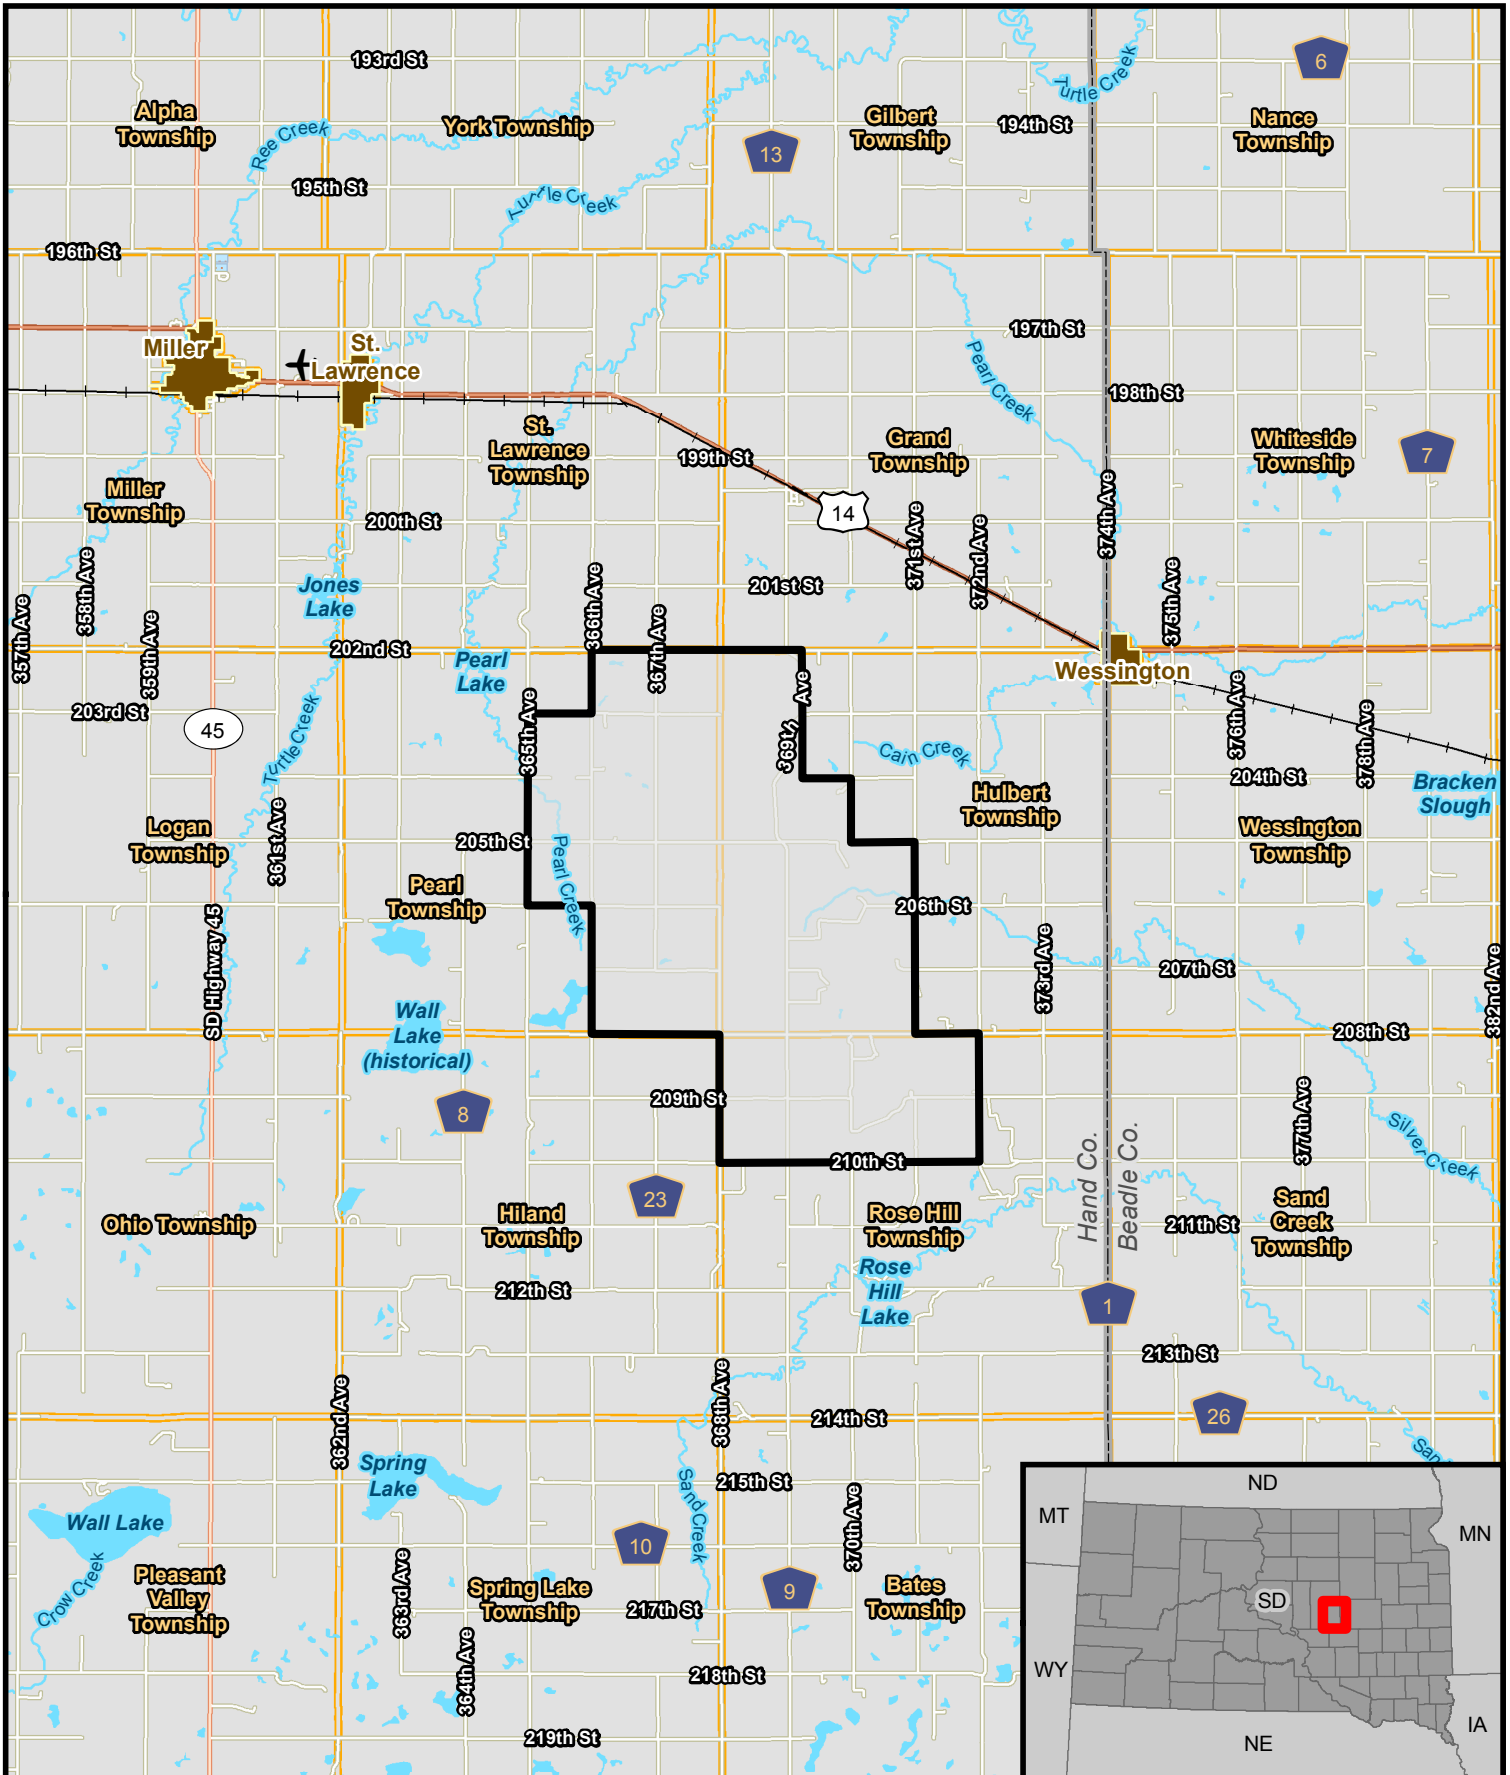 193rd St
6
Turtle Creek
Alpha
Township
Ree Creek
York Township
Gilbert
Township
194th St
Nance
Township
13
195th St
Turtle Creek
196th St
197th St
Miller
St.
Lawrence
Pearl Creek
198th St
St.
Lawrence
Township
199th St
Grand
Township
Whiteside
Township
7
Miller
Township
200th St
14
371st Ave
372nd Ave
374th Ave
375th Ave
357th Ave
358th Ave
359th Ave
Jones
Lake
366th Ave
367th Ave
201st St
202nd St
Pearl
Lake
Wessington
203rd St
45
Turtle Creek
365th Ave
369th Ave
Cain Creek
376th Ave
378th Ave
204th St
Bracken
Slough
Hulbert
Township
Logan
Township
361st Ave
205th St
Pearl Creek
Wessington
Township
Pearl
Township
206th St
SD Highway 45
373rd Ave
207th St
382nd Ave
Wall
Lake
(historical)
208th St
8
209th St
377th Ave
Silver Creek
Hand Co.
Beadle Co.
210th St
23
Ohio Township
Hiland
Township
Rose Hill
Township
211th St
Sand
Creek
Township
Rose
Hill
Lake
212th St
1
213th St
362nd Ave
368th Ave
214th St
26
Spring
Lake
215th St
San
Wall Lake
Sand Creek
370th Ave
10
Crow Creek
Pleasant
Valley
Township
363rd Ave
Spring Lake
Township
9
Bates
Township
217th St
364th Ave
218th St
219th St
ND
MT
MN
SD
WY
IA
NE